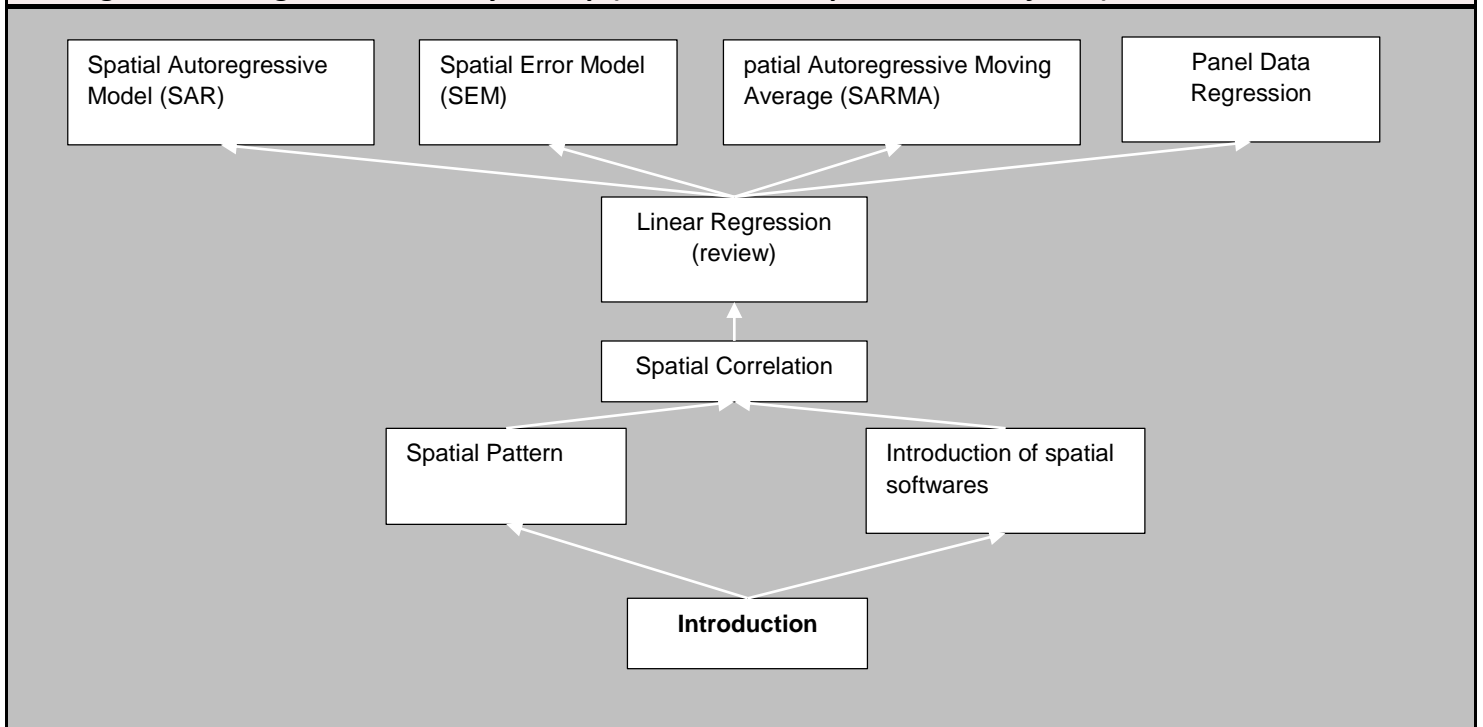 Spatial Autoregressive
Model (SAR)
Spatial Error Model
(SEM)
patial Autoregressive Moving
Average (SARMA)
Panel Data
Regression
Linear Regression
(review)
Spatial Correlation
Spatial Pattern
Introduction of spatial
softwares
Introduction